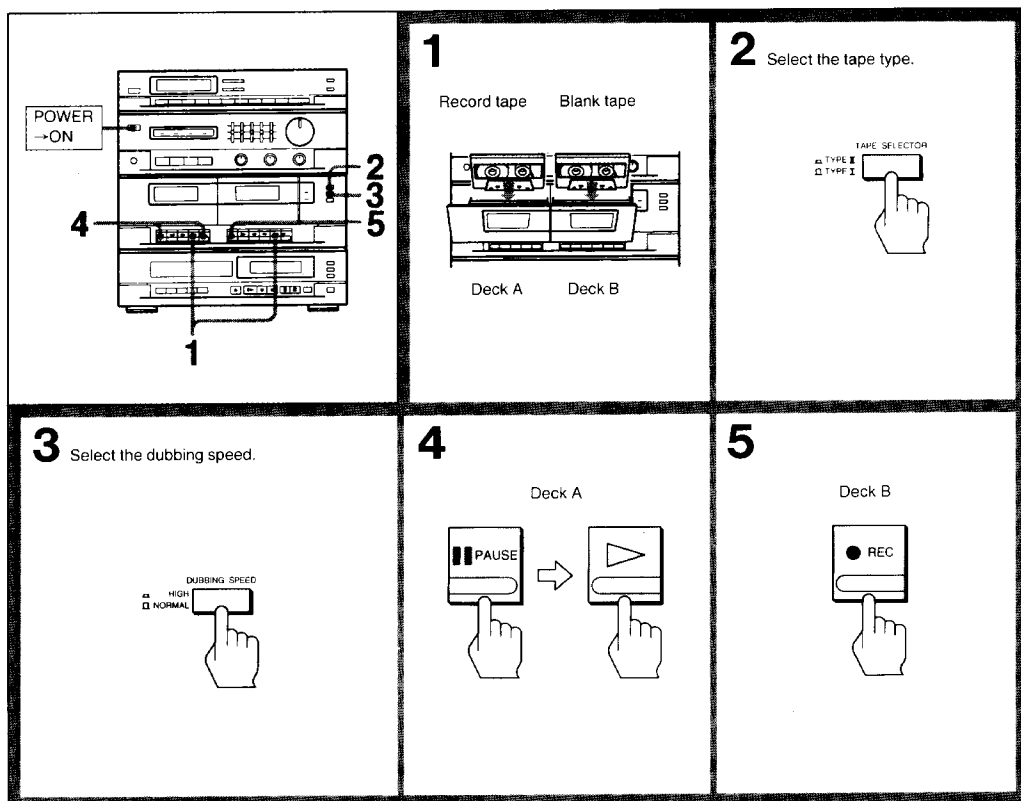 POWER
→ON
2
3
4
5
1
1
Record tape Blank tape
Deck A Deck B
2 Select the tape type.
TAPE SELECTOR
TYPE II
TYPE I
3 Select the dubbing speed.
DUBBING SPEED
HIGH
NORMAL
4
Deck A
PAUSE
5
Deck B
REC